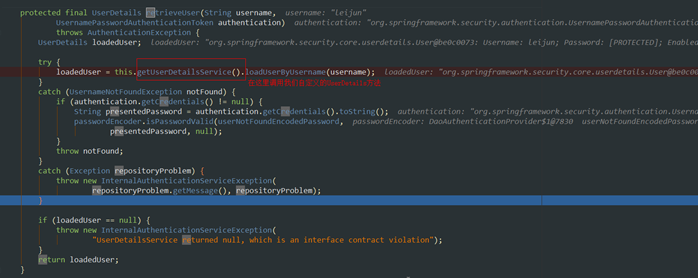 protected final UserDetails retrieveUser(String username, username: "leijun"
UsernamePasswordAuthenticationToken authentication) authentication: "org.springframework.security.authentication.UsernamePasswordAuthentication
throws AuthenticationException {
UserDetails loadedUser; loadedUser: "org.springframework.security.core.userdetails.User@be0c0073: Username: leijun; Password: [PROTECTED]; Enabled
try {
loadedUser = this.getUserDetailsService().loadUserByUsername(username); loadedUser: "org.springframework.security.core.userdetails.User@be0c00
}
catch (UsernameNotFoundException notFound) {
if (authentication.getCredentials() != null) {
String presentedPassword = authentication.getCredentials().toString(); authentication: "org.springframework.security.authentication.
passwordEncoder.isPasswordValid(userNotFoundEncodedPassword, passwordEncoder: DaoAuthenticationProvider$1@7830 userNotFoundEncodedPasswor
presentedPassword, null);
}
throw notFound;
}
catch (Exception repositoryProblem) {
throw new InternalAuthenticationServiceException(
repositoryProblem.getMessage(), repositoryProblem);
}
if (loadedUser == null) {
throw new InternalAuthenticationServiceException(
"UserDetailsService returned null, which is an interface contract violation");
}
return loadedUser;
}